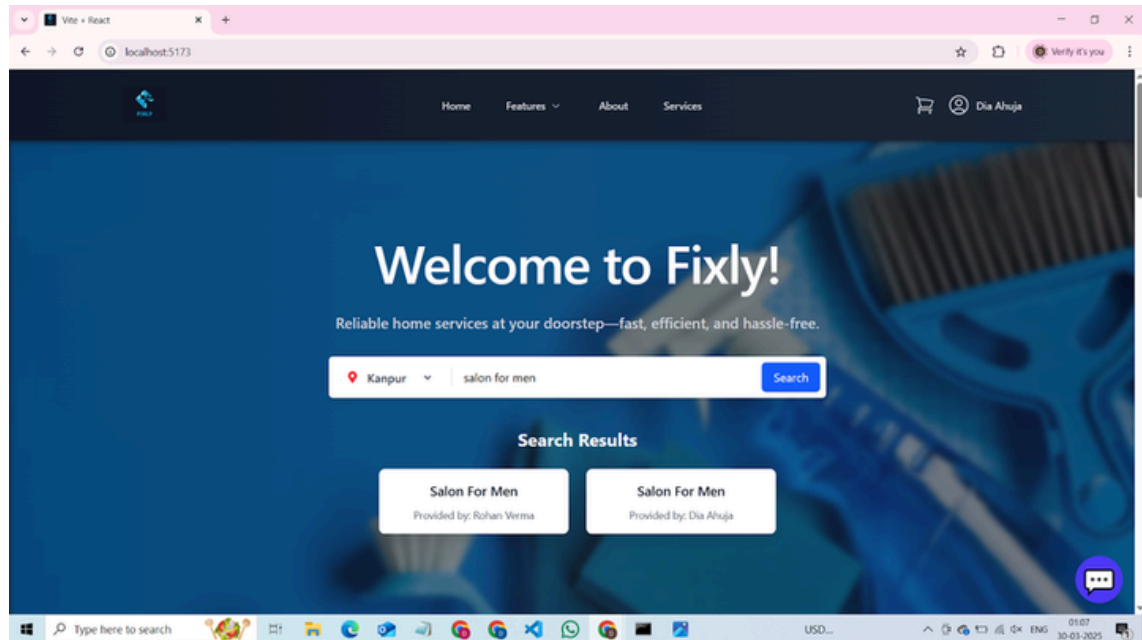 Vite + React
localhost:5173
Verify it's you
FIXLY
Home Features About Services
Dia Ahuja
Welcome to Fixly!
Reliable home services at your doorstep—fast, efficient, and hassle-free.
Kanpur salon for men Search
Search Results
Salon For Men Salon For Men
Provided by: Rohan Verma Provided by: Dia Ahuja
Type here to search USD... ENG 01:07
30-03-2025